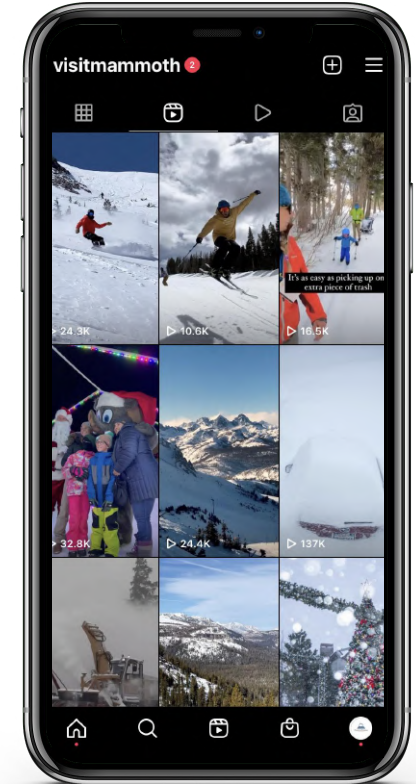 visitmammoth 2
It's as easy as picking up on
extra piece of trash
24.3K
10.6K
16.5K
32.8K
24.4K
137K